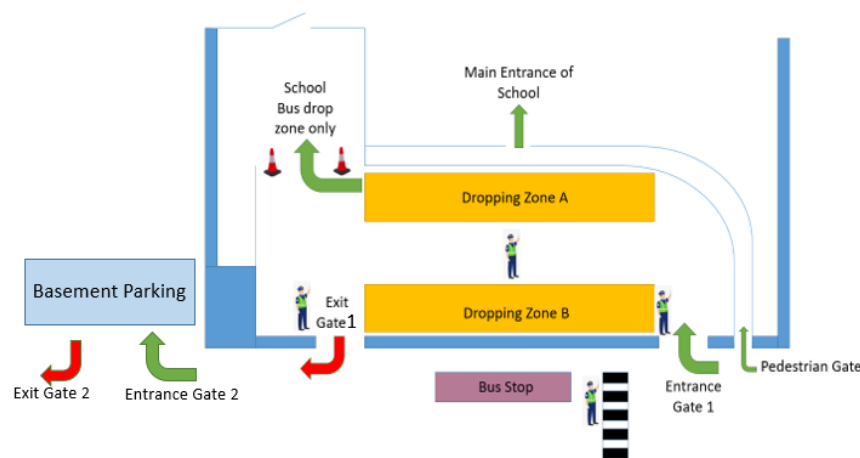 School
Bus drop
zone only
Main Entrance of
School
Dropping Zone A
Basement Parking
Exit
Gate1
Dropping Zone B
Exit Gate 2
Entrance Gate 2
Bus Stop
Entrance
Gate 1
Pedestrian Gate